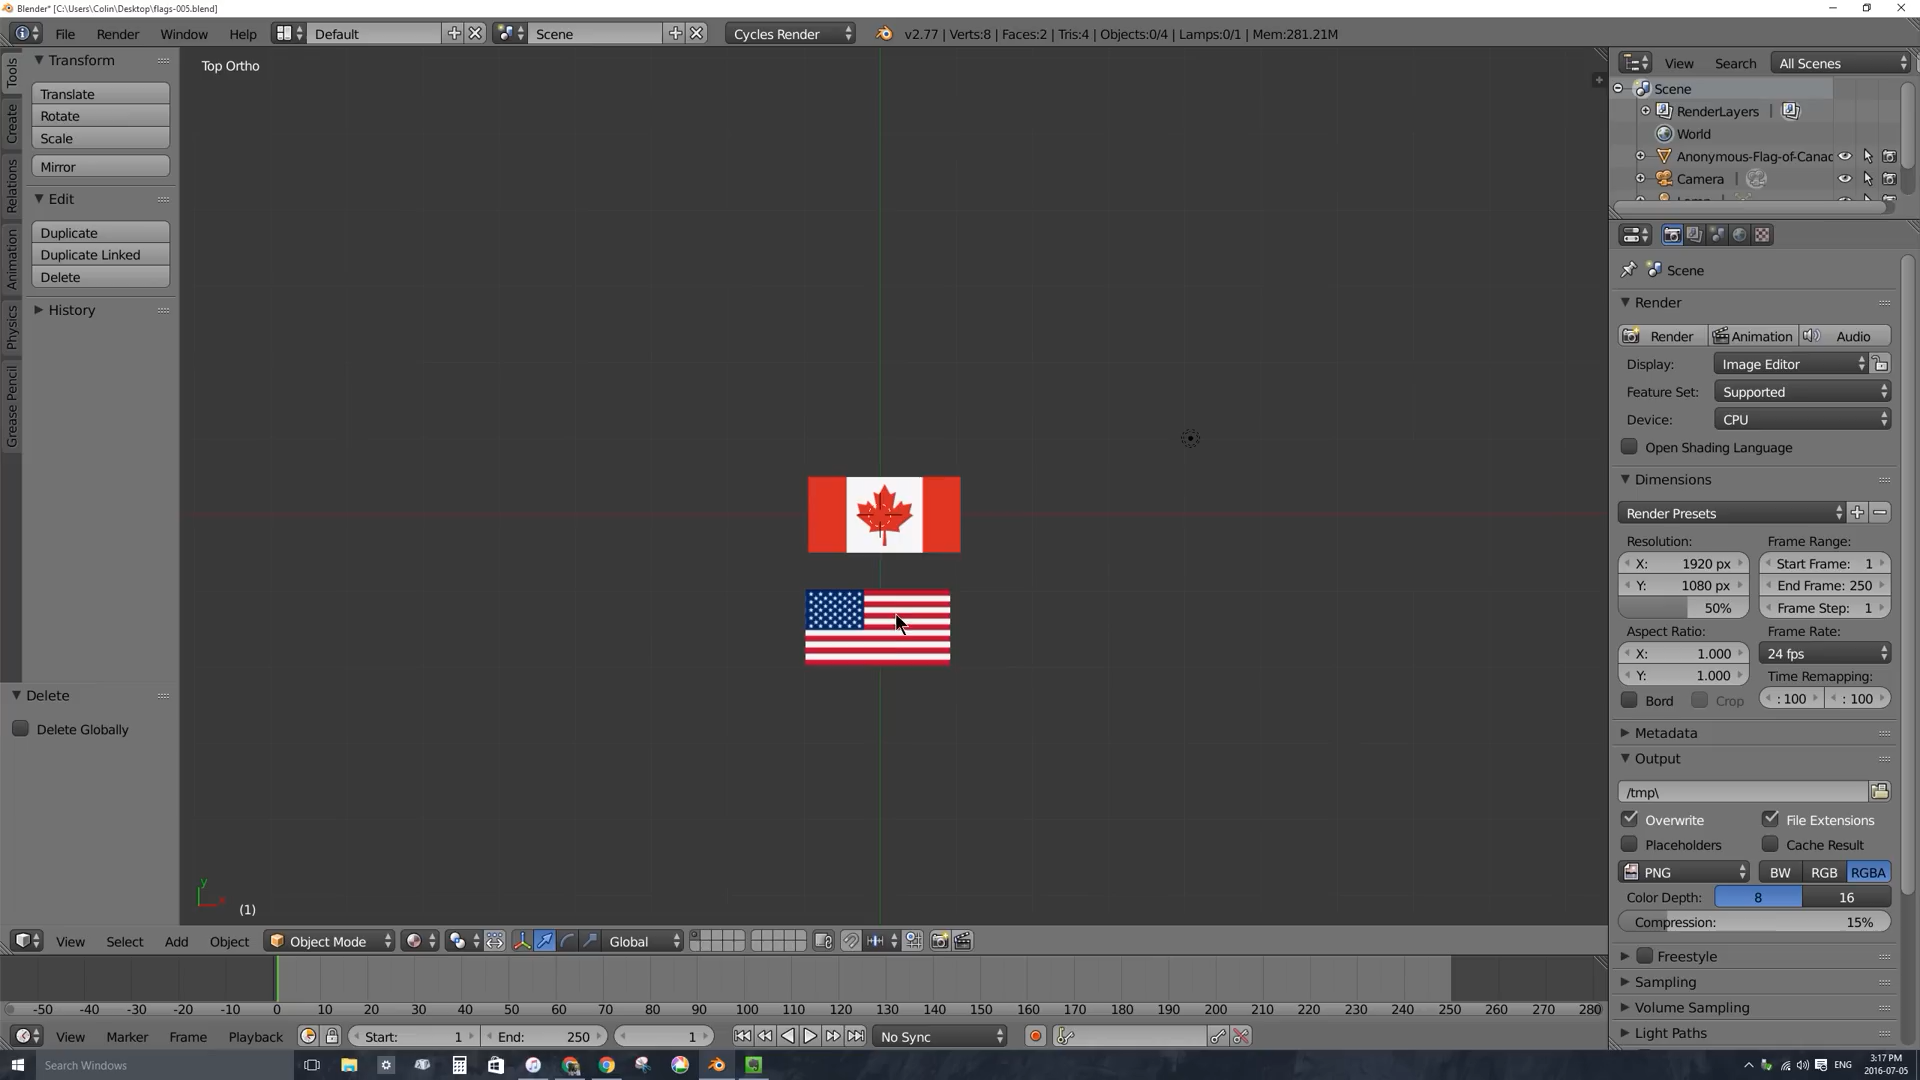 Blender* [C:\Users\Colin\Desktop\flags-005.blend]
File Render Window Help Default Scene Cycles Render v2.77 | Verts:8 | Faces:2 | Tris:4 | Objects:0/4 | Lamps:0/1 | Mem:281.21M
Tools
Create
Relations
Animation
Physics
Grease Pencil
Transform
Translate
Rotate
Scale
Mirror
Edit
Duplicate
Duplicate Linked
Delete
History
Delete
Delete Globally
Top Ortho
y
(1)
View Select Add Object Object Mode Global
View Search All Scenes
Scene
RenderLayers |
World
Anonymous-Flag-of-Canac
Camera |
Scene
Render
Render Animation Audio
Display: Image Editor
Feature Set: Supported
Device: CPU
Open Shading Language
Dimensions
Render Presets
Resolution: Frame Range:
X: 1920 px Start Frame: 1
Y: 1080 px End Frame: 250
50% Frame Step: 1
Aspect Ratio: Frame Rate:
X: 1.000 24 fps
Y: 1.000 Time Remapping:
Bord Crop : 100 : 100
Metadata
Output
/tmp\
Overwrite File Extensions
Placeholders Cache Result
PNG BW RGB RGBA
Color Depth: 8 16
Compression: 15%
Freestyle
Sampling
Volume Sampling
Light Paths
-50 -40 -30 -20 -10 0 10 20 30 40 50 60 70 80 90 100 110 120 130 140 150 160 170 180 190 200 210 220 230 240 250 260 270 280
View Marker Frame Playback Start: 1 End: 250 1 No Sync
Search Windows
ENG
3:17 PM
2016-07-05